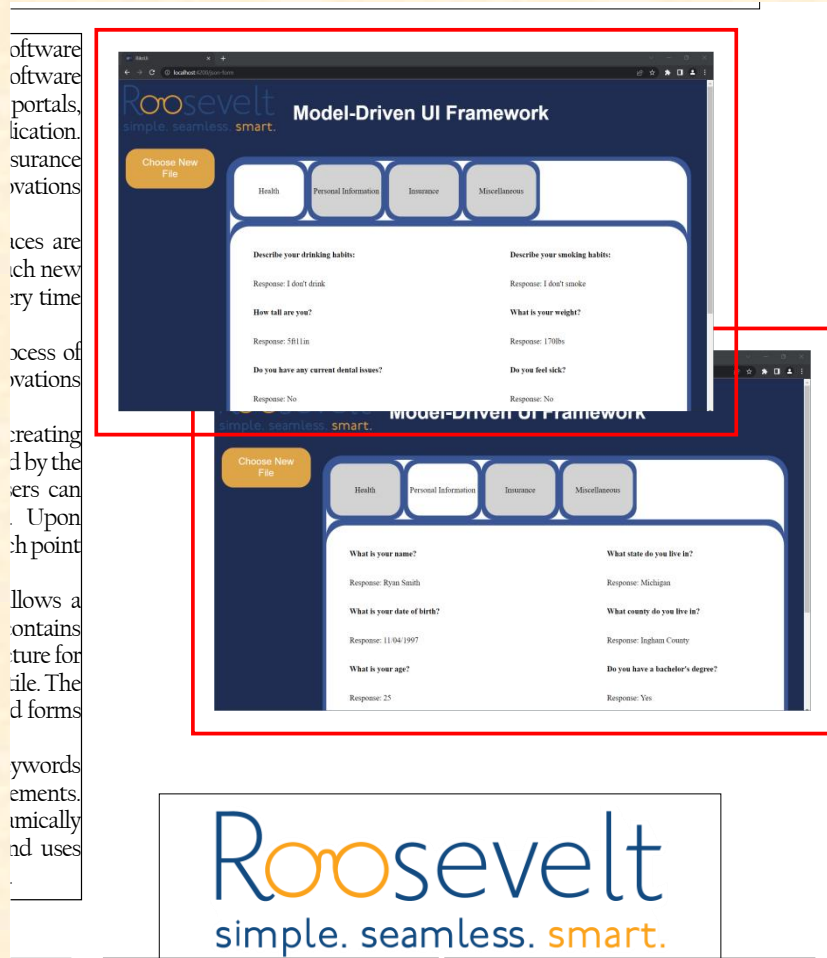 oftware
oftware
portals,
lication.
surance
ovations
ices are
ich new
ery time
ocess of
ovations
creating
d by the
sers can
. Upon
ch point
llows a
contains
cture for
tile. The
d forms
ywords
ements.
amically
nd uses
.
localhost:4200/json-form
Roosevelt
simple. seamless. smart.
Model-Driven UI Framework
Choose New
File
Health Personal Information Insurance Miscellaneous
Describe your drinking habits: Describe your smoking habits:
Response: I don't drink Response: I don't smoke
How tall are you? What is your weight?
Response: 5ft11in Response: 170lbs
Do you have any current dental issues? Do you feel sick?
Response: No Response: No
Model-Driven UI Framework
simple. seamless. smart.
Choose New
File
Health Personal Information Insurance Miscellaneous
What is your name? What state do you live in?
Response: Ryan Smith Response: Michigan
What is your date of birth? What county do you live in?
Response: 11/04/1997 Response: Ingham County
What is your age? Do you have a bachelor's degree?
Response: 25 Response: Yes
Roosevelt
simple. seamless. smart.